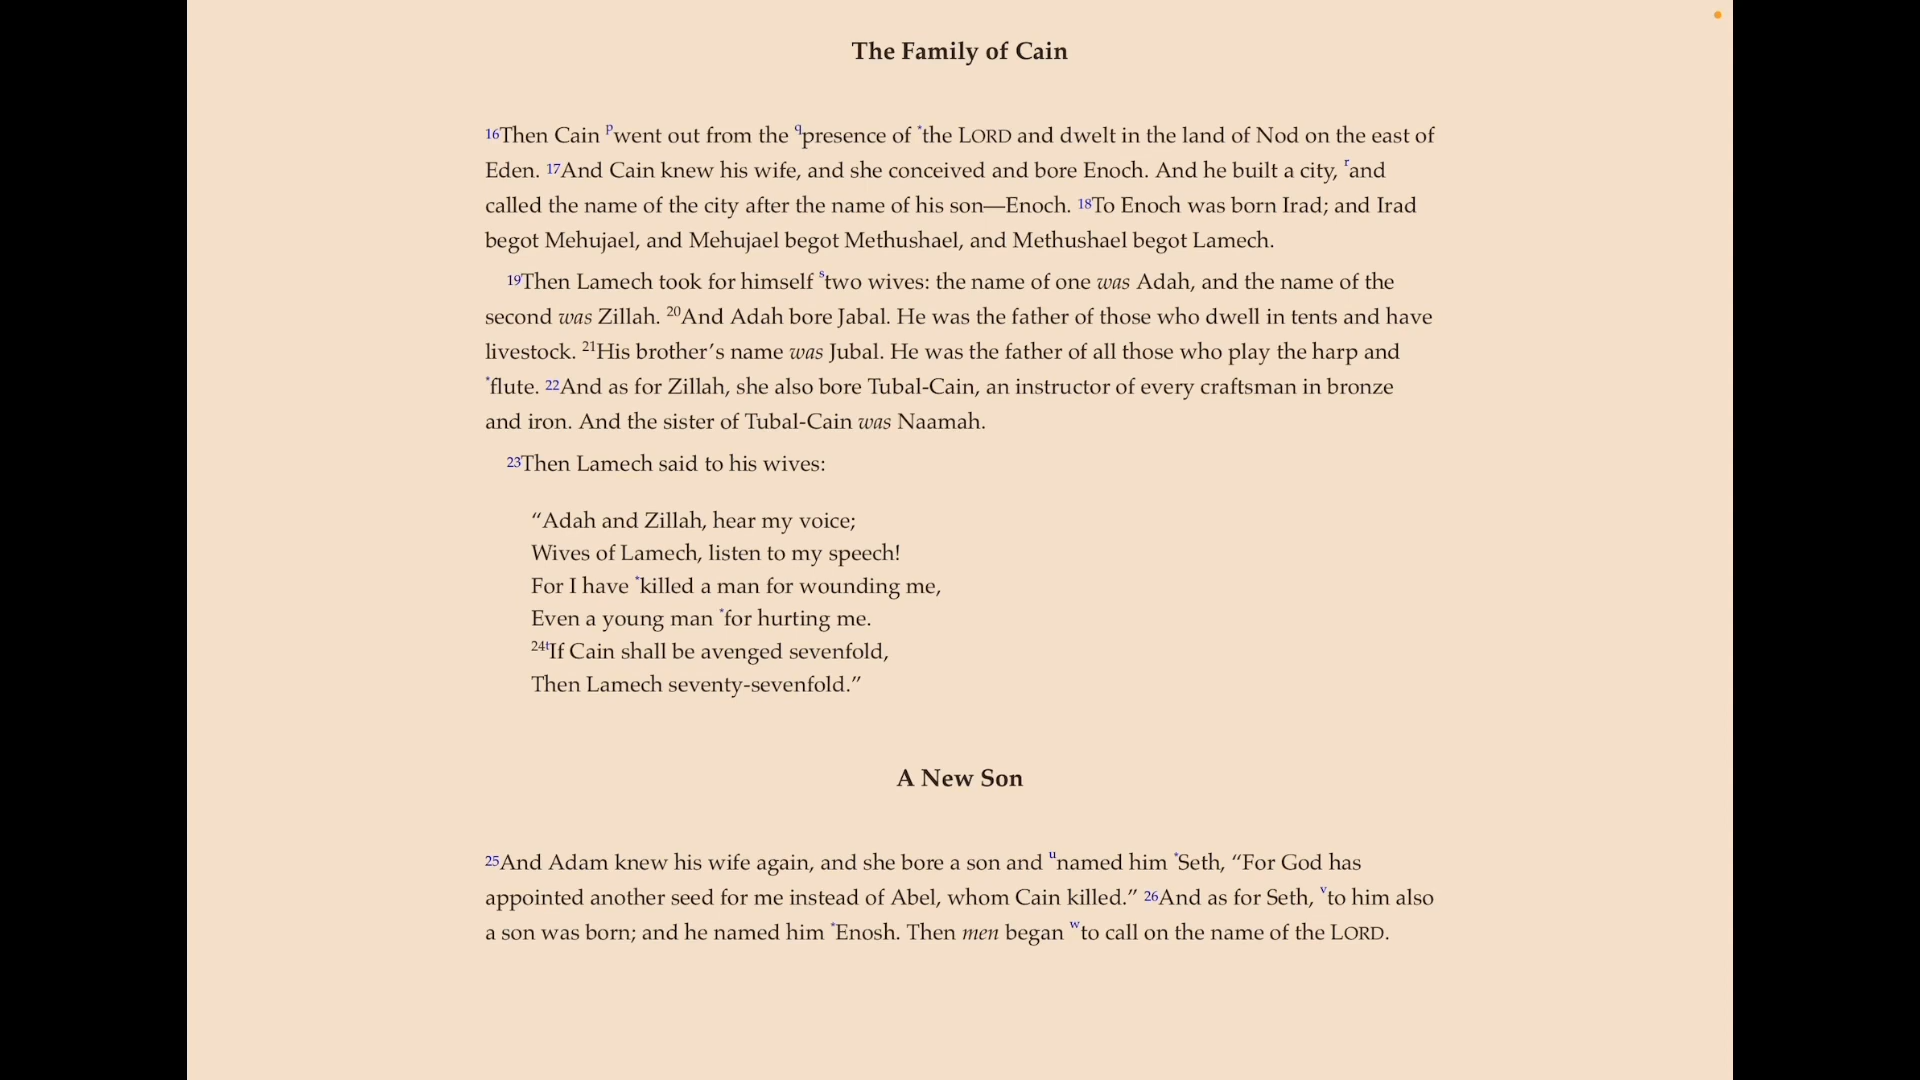 The Family of Cain
16Then Cain pwent out from the qpresence of *the LORD and dwelt in the land of Nod on the east of
Eden. 17And Cain knew his wife, and she conceived and bore Enoch. And he built a city, rand
called the name of the city after the name of his son—Enoch. 18To Enoch was born Irad; and Irad
begot Mehujael, and Mehujael begot Methushael, and Methushael begot Lamech.
19Then Lamech took for himself stwo wives: the name of one was Adah, and the name of the
second was Zillah. 20And Adah bore Jabal. He was the father of those who dwell in tents and have
livestock. 21His brother’s name was Jubal. He was the father of all those who play the harp and
*flute. 22And as for Zillah, she also bore Tubal-Cain, an instructor of every craftsman in bronze
and iron. And the sister of Tubal-Cain was Naamah.
23Then Lamech said to his wives:
“Adah and Zillah, hear my voice;
Wives of Lamech, listen to my speech!
For I have *killed a man for wounding me,
Even a young man *for hurting me.
24tIf Cain shall be avenged sevenfold,
Then Lamech seventy-sevenfold.”
A New Son
25And Adam knew his wife again, and she bore a son and unamed him *Seth, “For God has
appointed another seed for me instead of Abel, whom Cain killed.” 26And as for Seth, vto him also
a son was born; and he named him *Enosh. Then men began wto call on the name of the LORD.